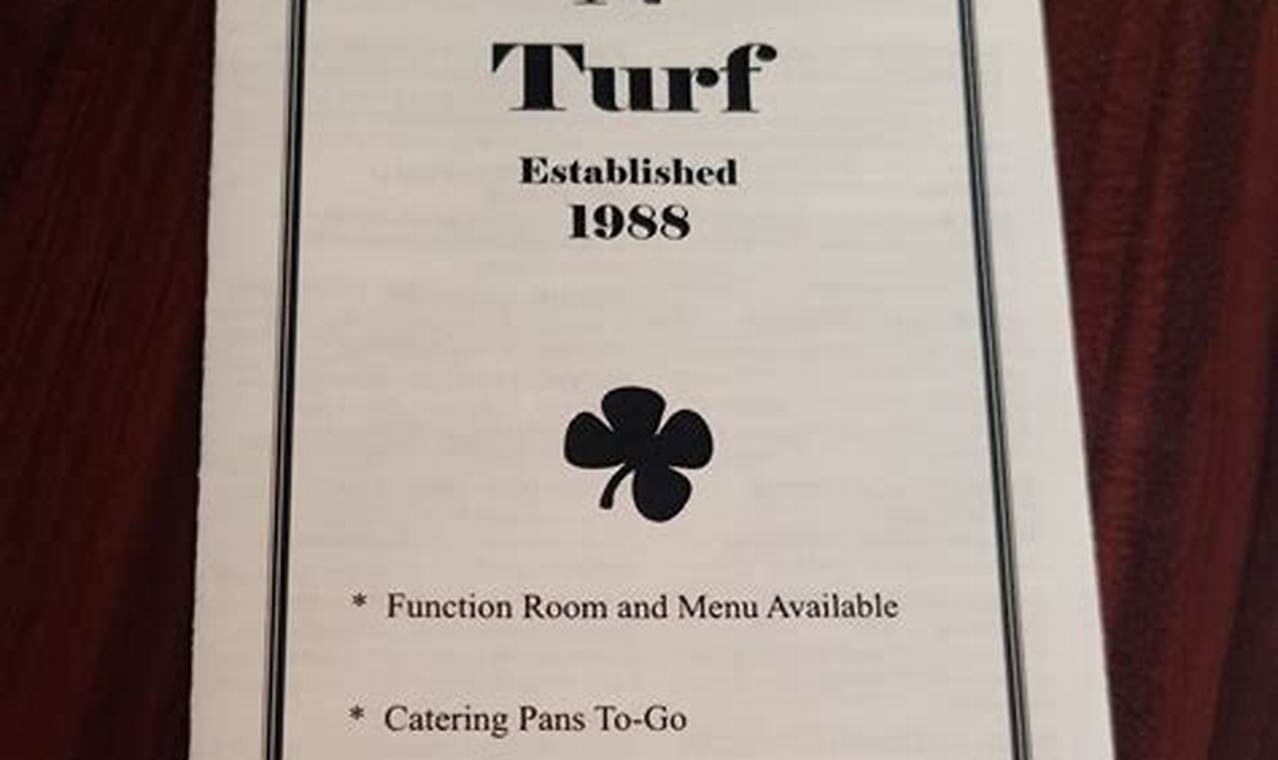 Turf
Established
1988
* Function Room and Menu Available
* Catering Pans To-Go